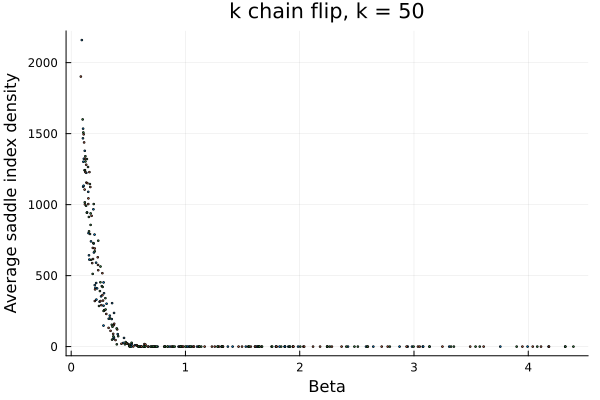 k chain flip, k = 50
Average saddle index density
2000
1500
1000
500
0
0 1 2 3 4
Beta